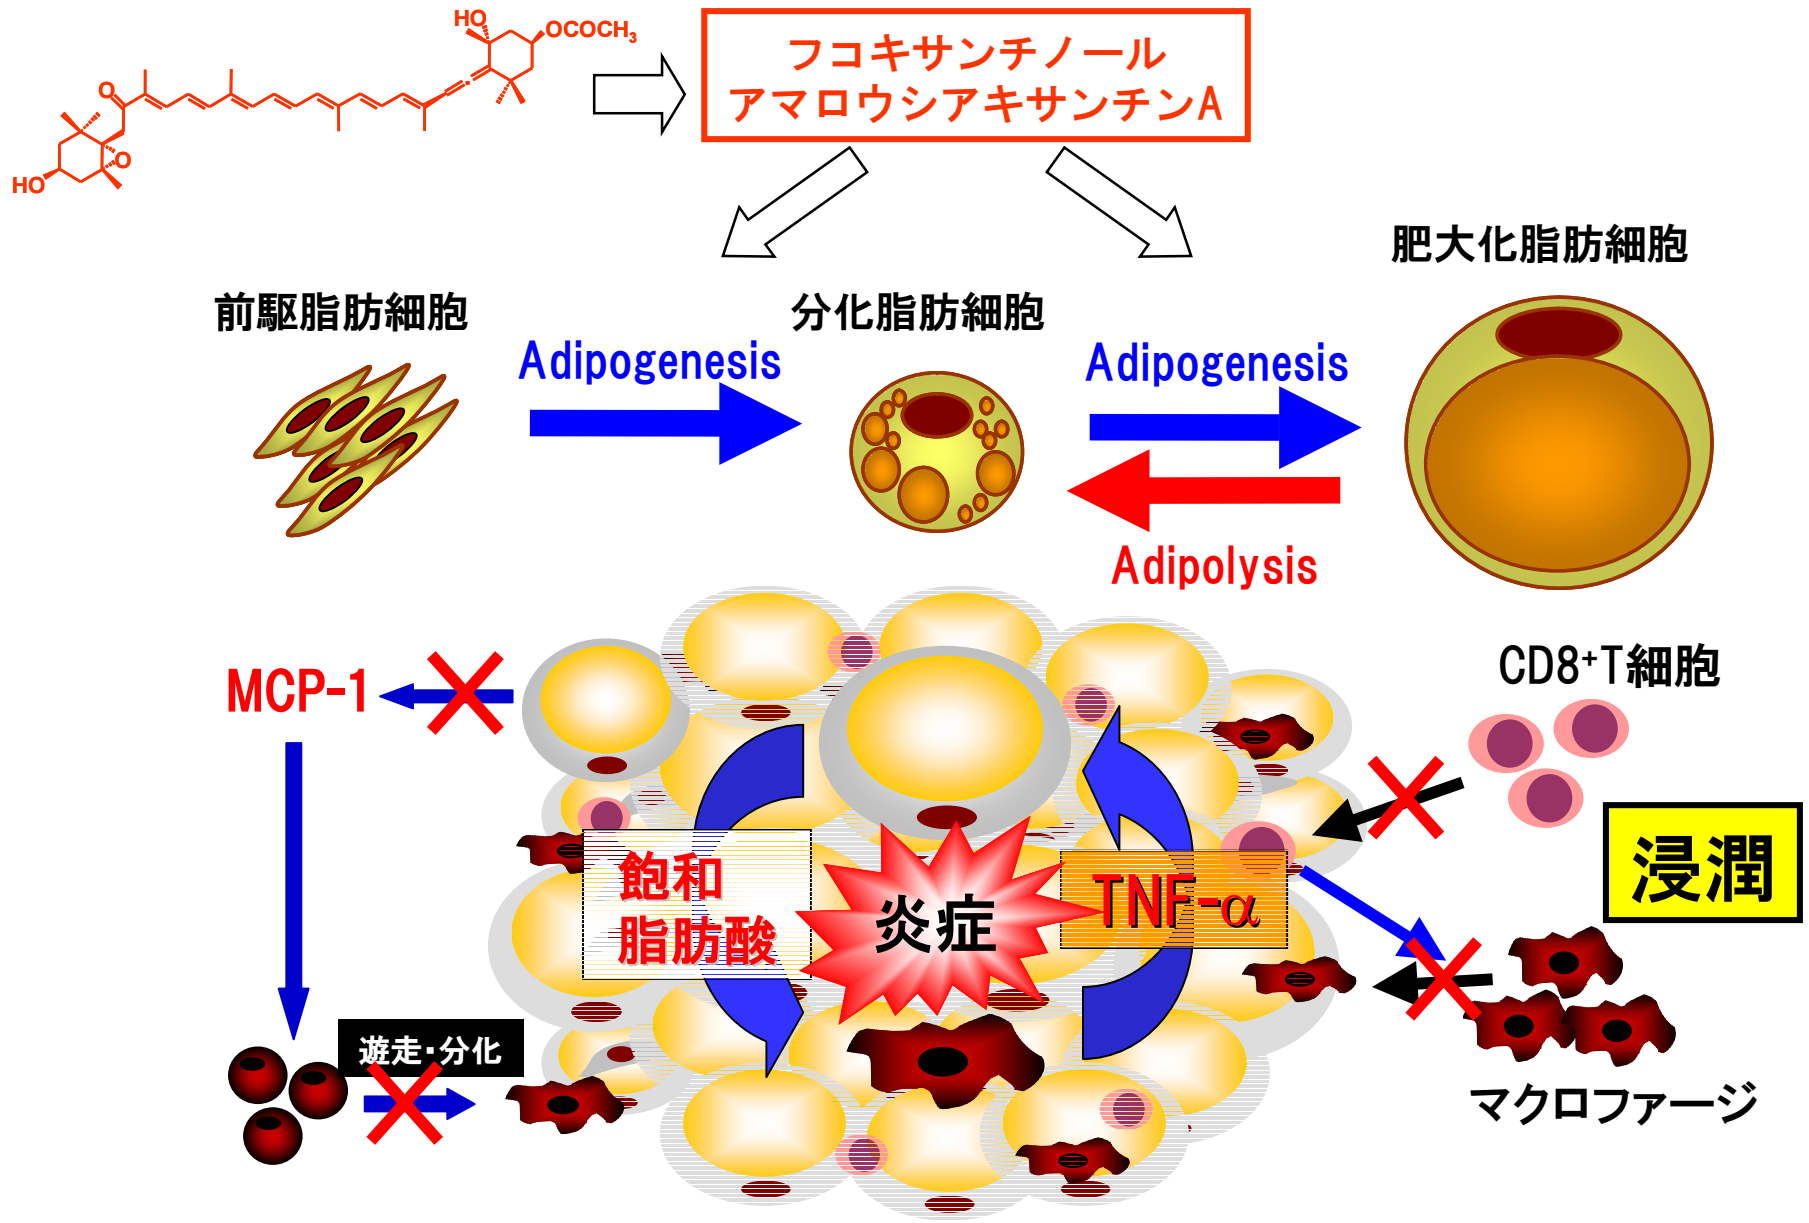 HO
OCOCH3
O
O
HO
フコキサンチノール
アマロウシアキサンチンA
肥大化脂肪細胞
前駆脂肪細胞
分化脂肪細胞
Adipogenesis
Adipogenesis
Adipolysis
MCP-1
CD8+T細胞
飽和
脂肪酸
炎症
TNF-α
浸潤
遊走・分化
マクロファージ